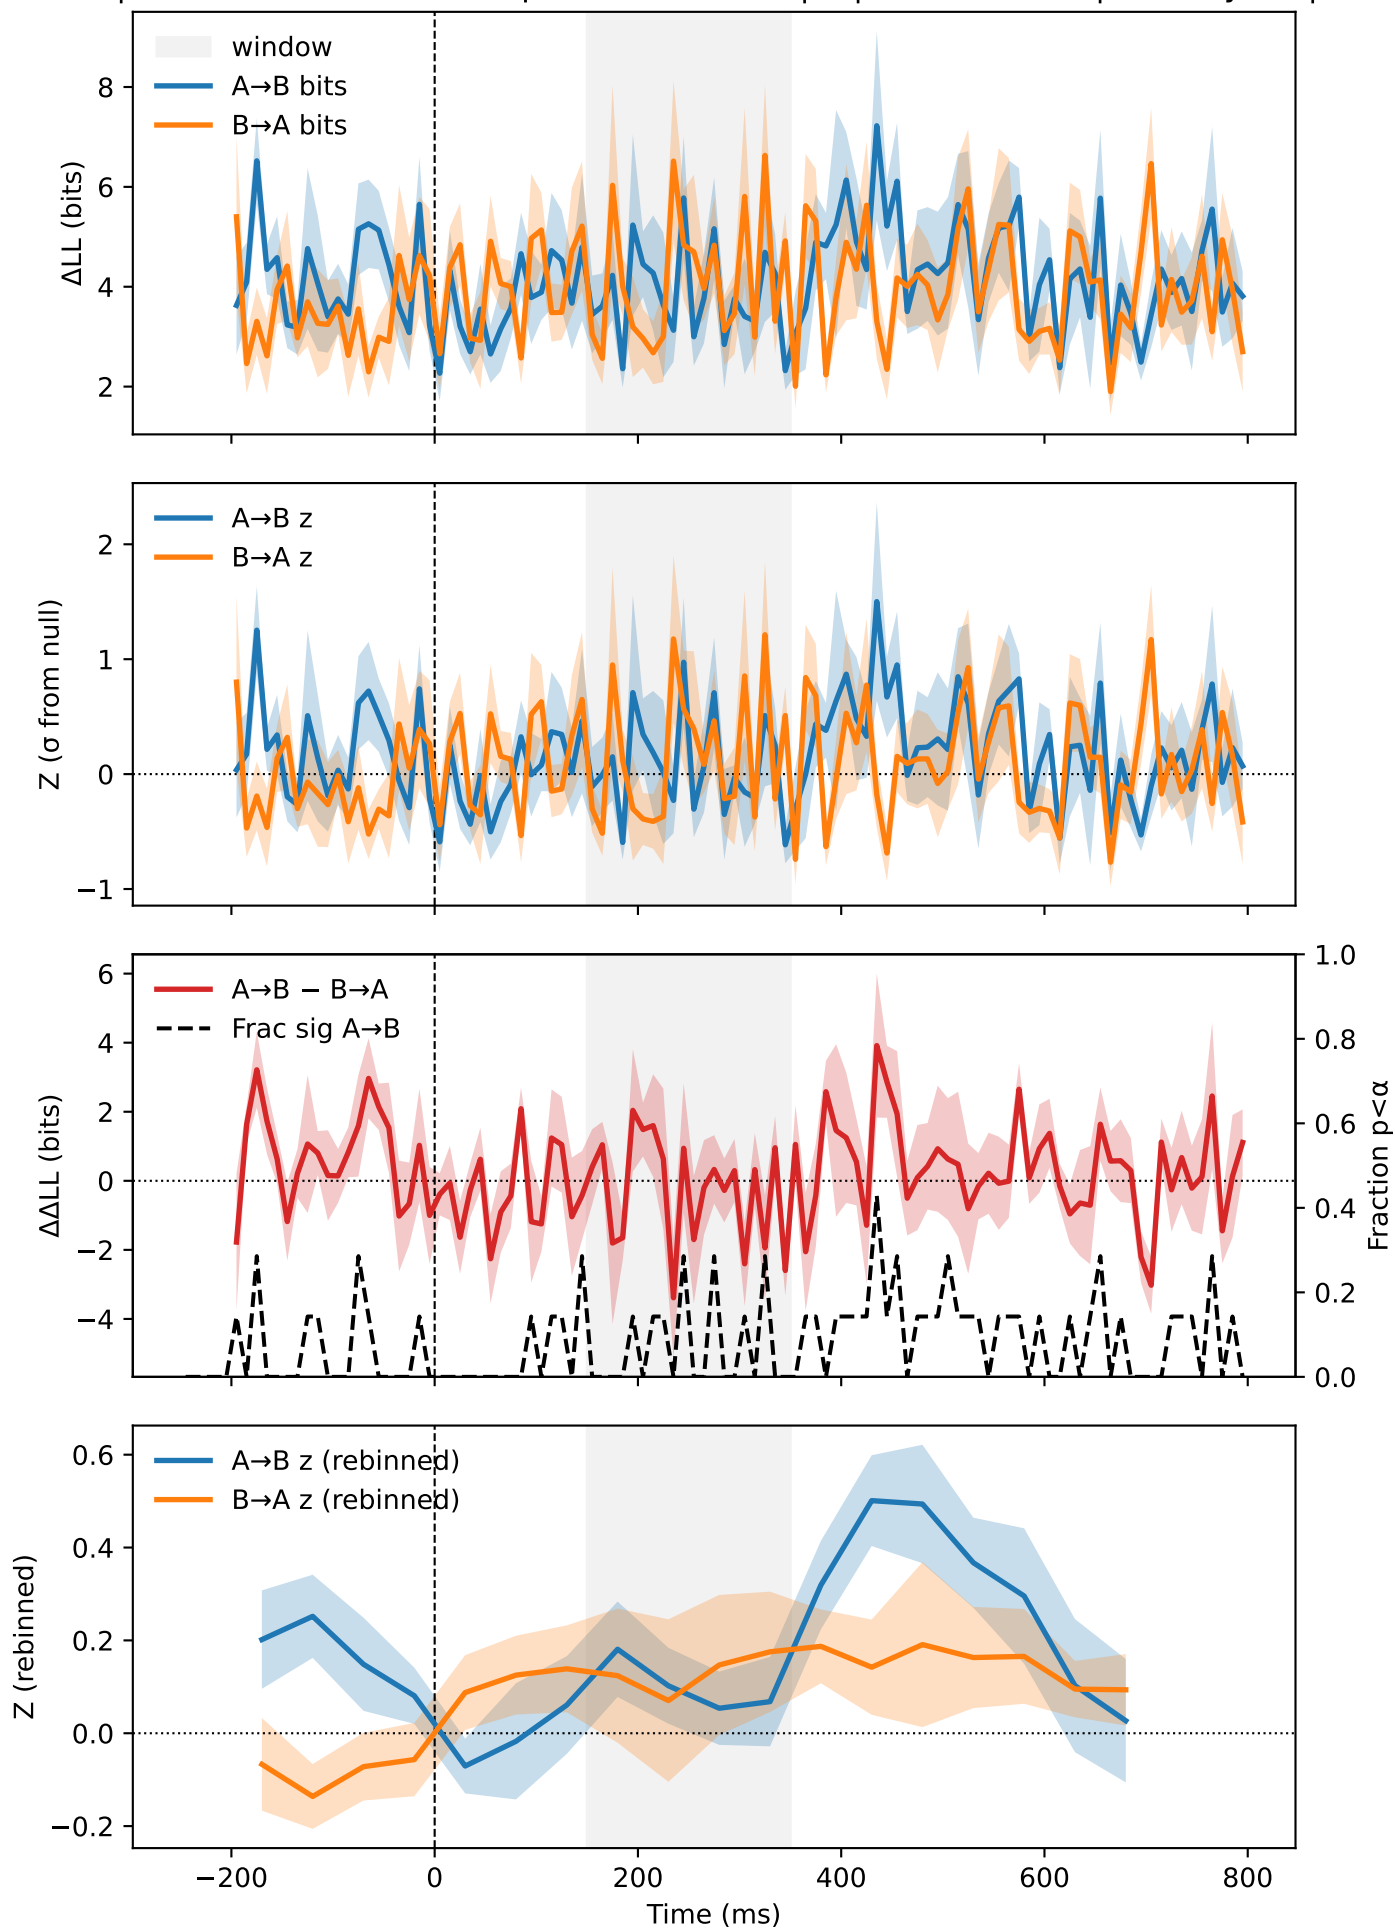 window
A→B bits
B→A bits
ΔLL (bits)
8
6
4
2
A→B z
B→A z
Z (σ from null)
2
1
0
−1
A→B − B→A
Frac sig A→B
ΔΔLL (bits)
6
4
2
0
−2
−4
1.0
0.8
0.6
0.4
0.2
0.0
Fraction p<α
A→B z (rebinned)
B→A z (rebinned)
Z (rebinned)
0.6
0.4
0.2
0.0
−0.2
−200 0 200 400 600 800
Time (ms)